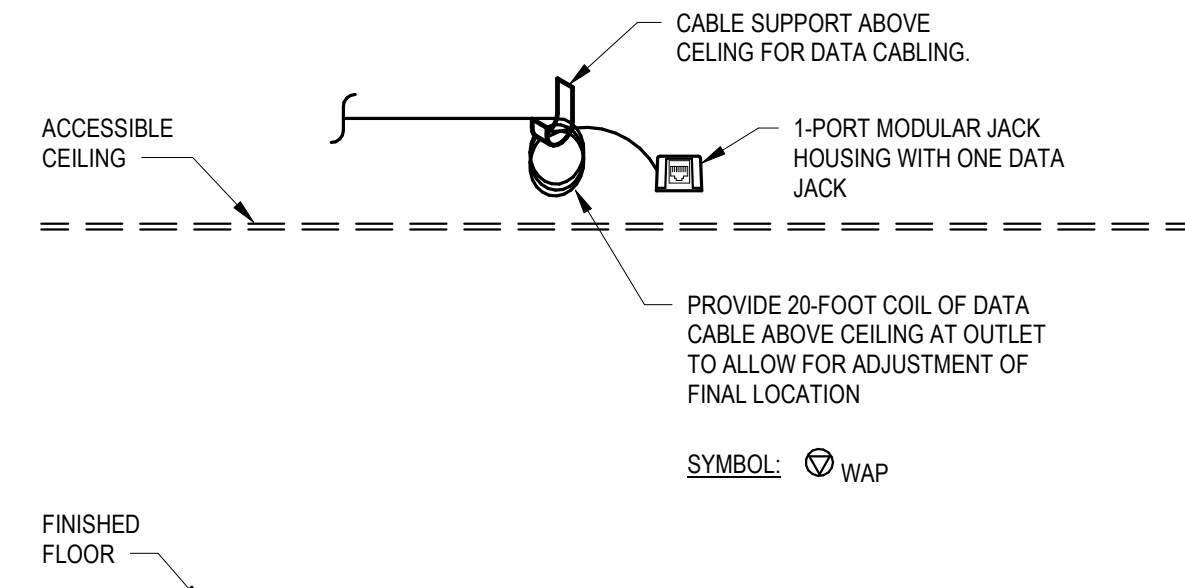 CABLE SUPPORT ABOVE
CELING FOR DATA CABLING.
ACCESSIBLE
CEILING
1-PORT MODULAR JACK
HOUSING WITH ONE DATA
JACK
PROVIDE 20-FOOT COIL OF DATA
CABLE ABOVE CEILING AT OUTLET
TO ALLOW FOR ADJUSTMENT OF
FINAL LOCATION
SYMBOL: WAP
FINISHED
FLOOR